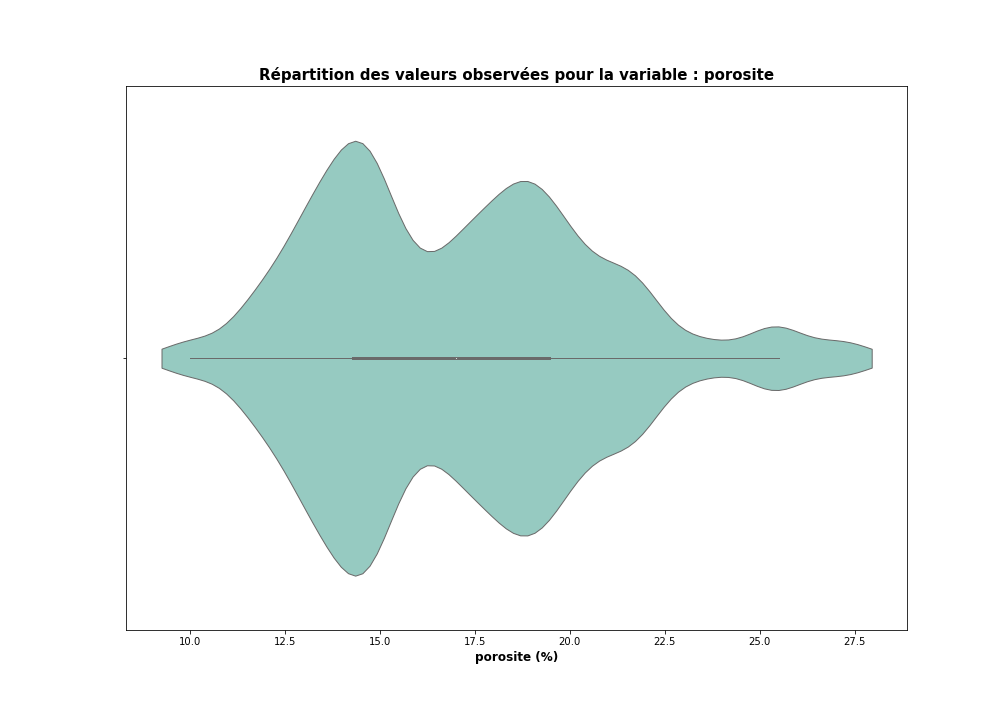 Répartition des valeurs observées pour la variable : porosite
10.0 12.5 15.0 17.5 20.0 22.5 25.0 27.5
porosite (%)